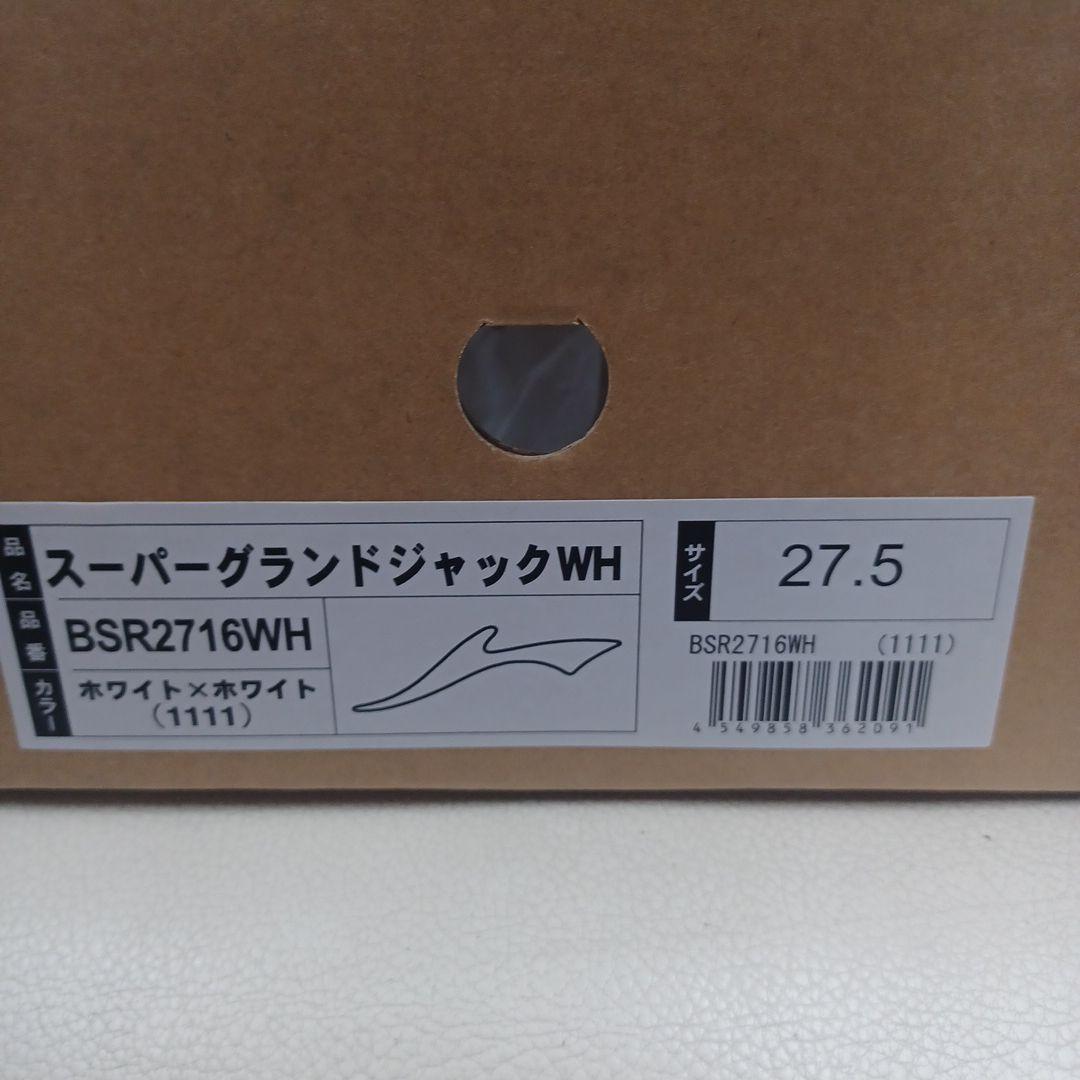 品名
スーパーグランドジャックWH
品番
BSR2716WH
カラー
ホワイト×ホワイト
(1111)
サイズ
27.5
BSR2716WH (1111)
4 549858 362091